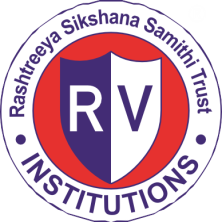 Rashtreeya Sikshana Samithi Trust
RV
• INSTITUTIONS •